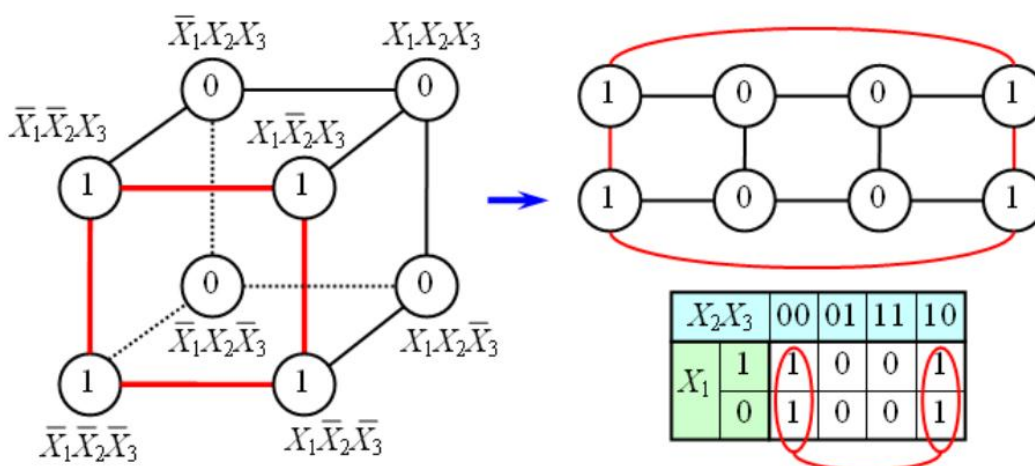 X̅₁X₂X₃ X₁X₂X₃
0 0
X̅₁X̅₂X₃ X₁X̅₂X₃
1 1
0 0
X̅₁X₂X̅₃ X₁X₂X̅₃
1 1
X̅₁X̅₂X̅₃ X₁X̅₂X̅₃
1 0 0 1
1 0 0 1
X₂X₃ 00 01 11 10
X₁ 1 1 0 0 1
0 1 0 0 1